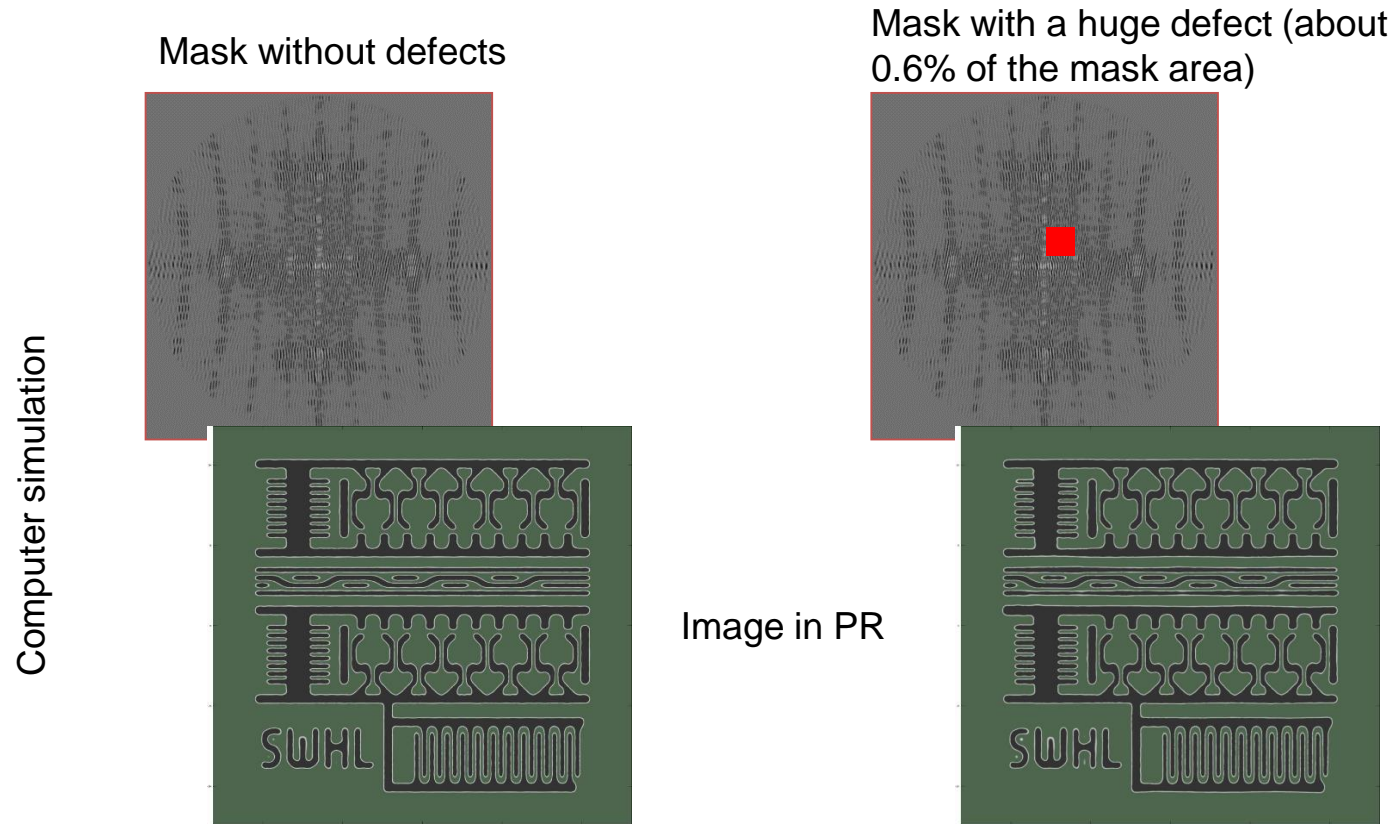 Mask without defects
Mask with a huge defect (about
0.6% of the mask area)
Computer simulation
Image in PR
SWHL
SWHL